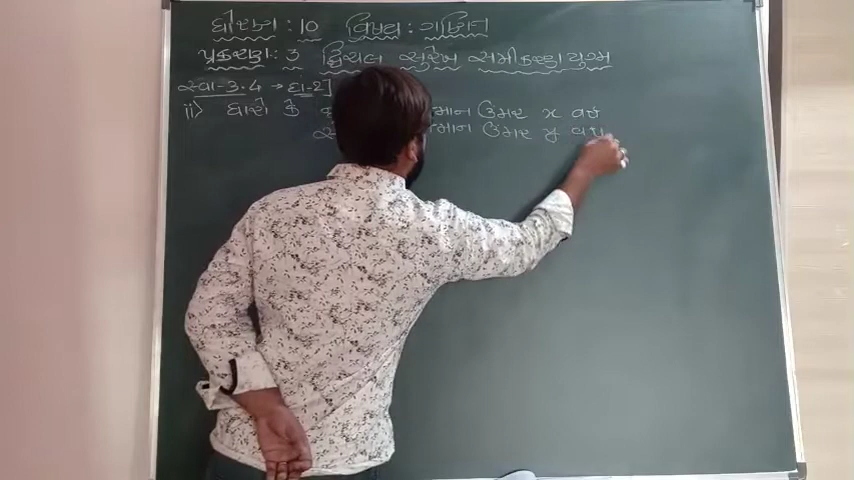 ધોરણ : 10 વિષય : ગણિત
પ્રકરણ : 3 દ્વિચલ સુરેખ સમીકરણયુગ્મ
સ્વા-3.4 → દા-2]
ii> ધારો કે માન ઉંમર x વર્ષ
માન ઉંમર y વર્ષ